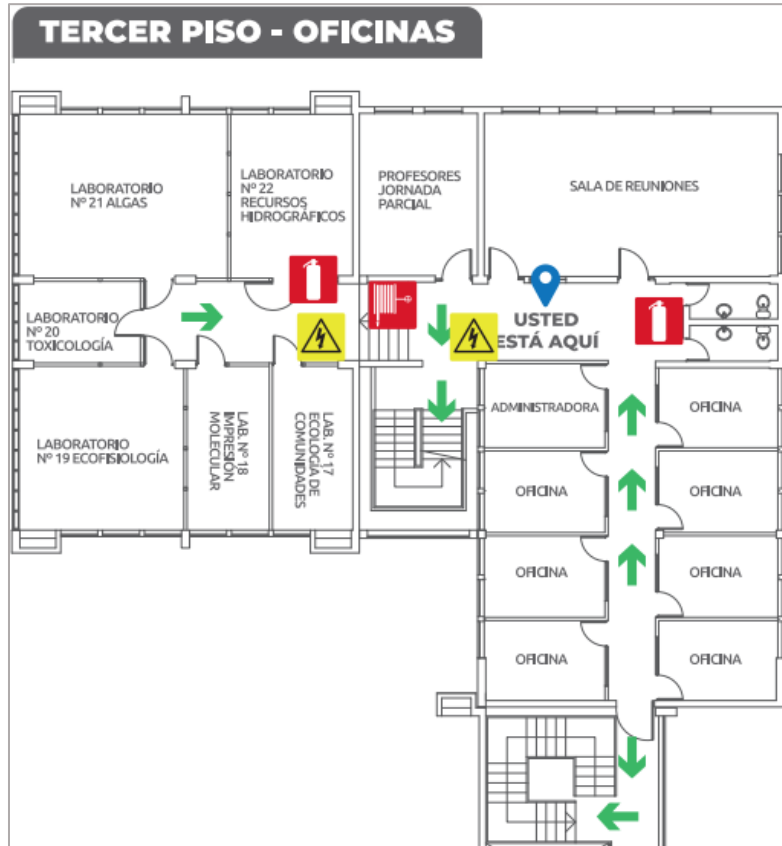 TERCER PISO - OFICINAS
LABORATORIO
Nº 21 ALGAS
LABORATORIO
Nº 22
RECURSOS
HIDROGRÁFICOS
PROFESORES
JORNADA
PARCIAL
SALA DE REUNIONES
LABORATORIO
Nº 20
TOXICOLOGÍA
USTED
ESTÁ AQUÍ
LABORATORIO
Nº 19 ECOFISIOLOGÍA
LAB. Nº 18
IMPRESIÓN
MOLECULAR
LAB. Nº 17
ECOLOGÍA DE
COMUNIDADES
ADMINISTRADORA
OFICINA
OFICINA
OFICINA
OFICINA
OFICINA
OFICINA
OFICINA